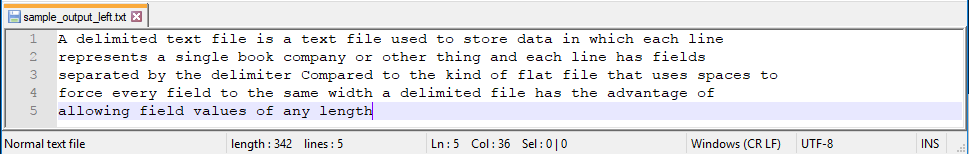 sample_output_left.txt
1 A delimited text file is a text file used to store data in which each line
2 represents a single book company or other thing and each line has fields
3 separated by the delimiter Compared to the kind of flat file that uses spaces to
4 force every field to the same width a delimited file has the advantage of
5 allowing field values of any length
Normal text file length : 342 lines : 5 Ln : 5 Col : 36 Sel : 0 | 0 Windows (CR LF) UTF-8 INS